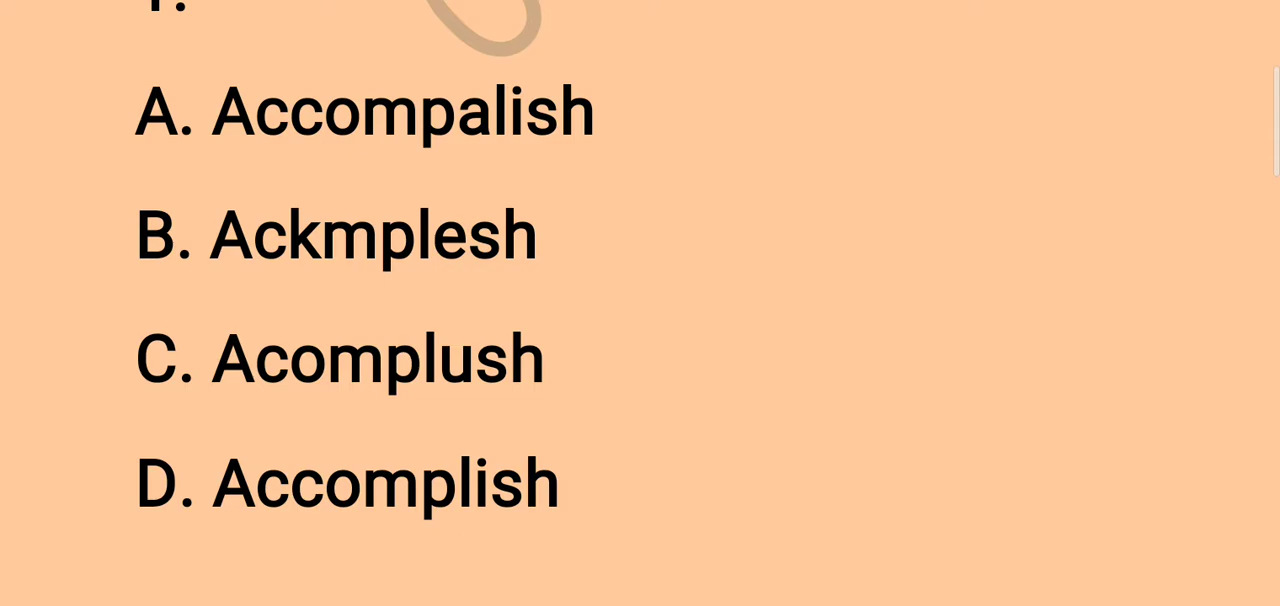 A. Accompalish
B. Ackmplesh
C. Acomplush
D. Accomplish